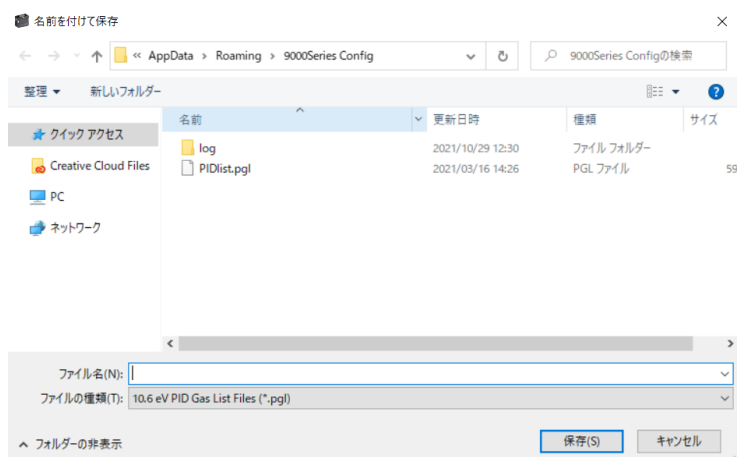 名前を付けて保存
« AppData › Roaming › 9000Series Config
9000Series Configの検索
整理 新しいフォルダー
名前 更新日時 種類 サイズ
クイック アクセス
Creative Cloud Files
PC
ネットワーク
log 2021/10/29 12:30 ファイル フォルダー
PIDlist.pgl 2021/03/16 14:26 PGL ファイル 59
ファイル名(N):
ファイルの種類(T): 10.6 eV PID Gas List Files (*.pgl)
フォルダーの非表示
保存(S) キャンセル